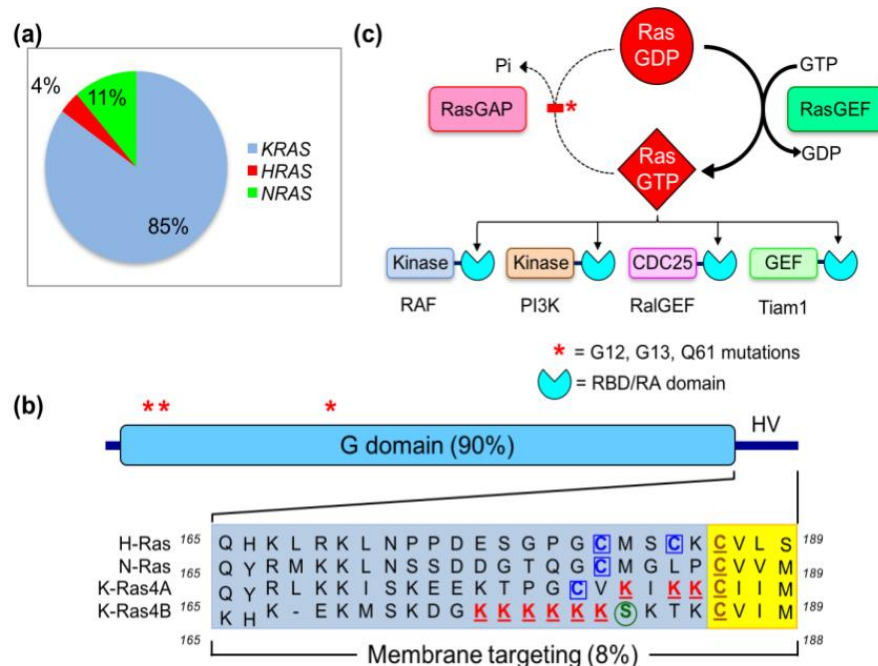 (a)
4%
11%
85%
KRAS
HRAS
NRAS
(c)
Ras
GDP
Pi
GTP
RasGAP
*
RasGEF
GDP
Ras
GTP
Kinase
Kinase
CDC25
GEF
RAF
PI3K
RalGEF
Tiam1
* = G12, G13, Q61 mutations
= RBD/RA domain
(b)
** *
HV
G domain (90%)
H-Ras 165 Q H K L R K L N P P D E S G P G C M S C K C V L S 189
N-Ras 165 Q Y R M K K L N S S D D G T Q G C M G L P C V V M 189
K-Ras4A 165 Q Y R L K K I S K E E K T P G C V K I K K C I I M 189
K-Ras4B 165 K H K - E K M S K D G K K K K K K S K T K C V I M 188
Membrane targeting (8%)